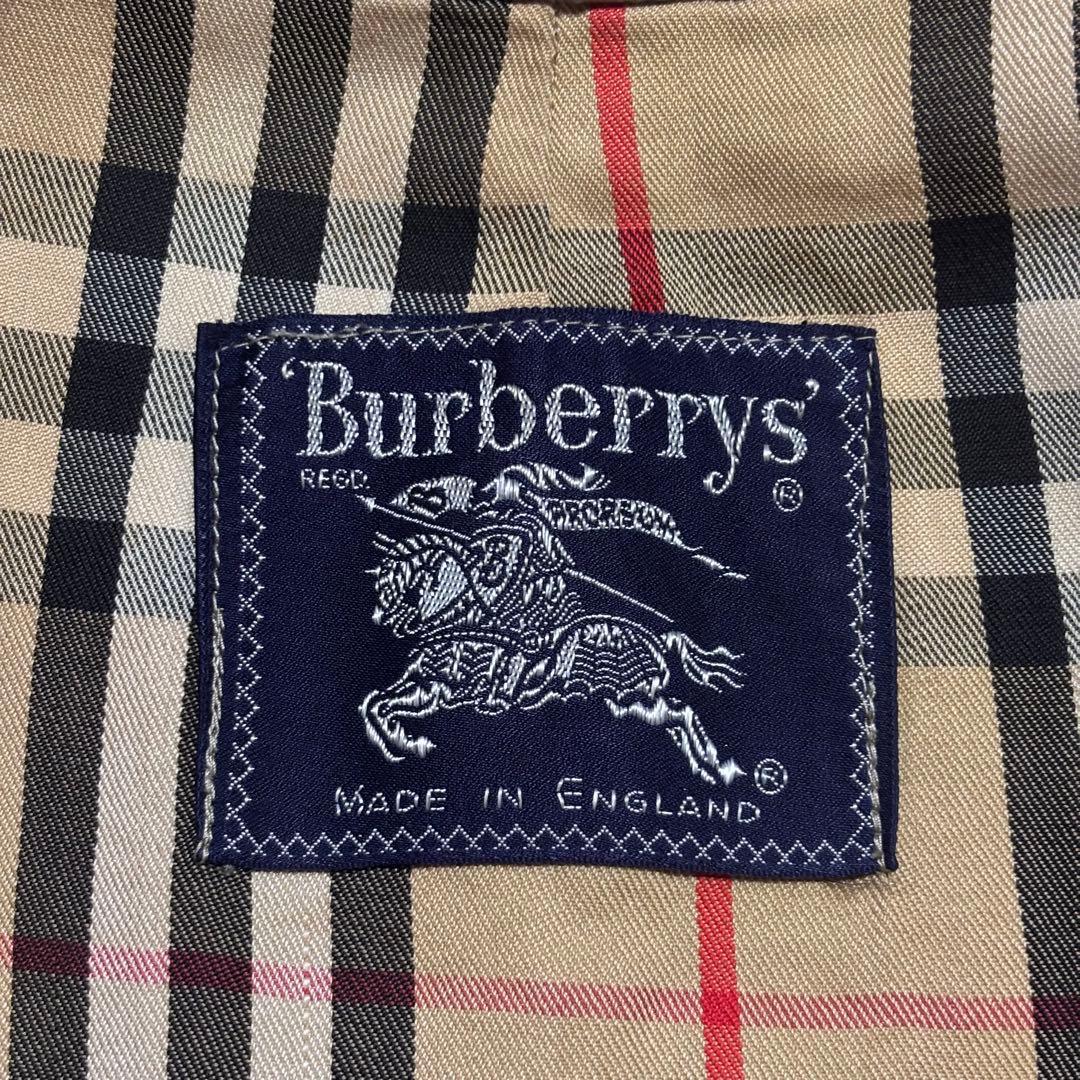 'Burberrys'
REGD. ®
B PRORSUM
B
®
MADE IN ENGLAND